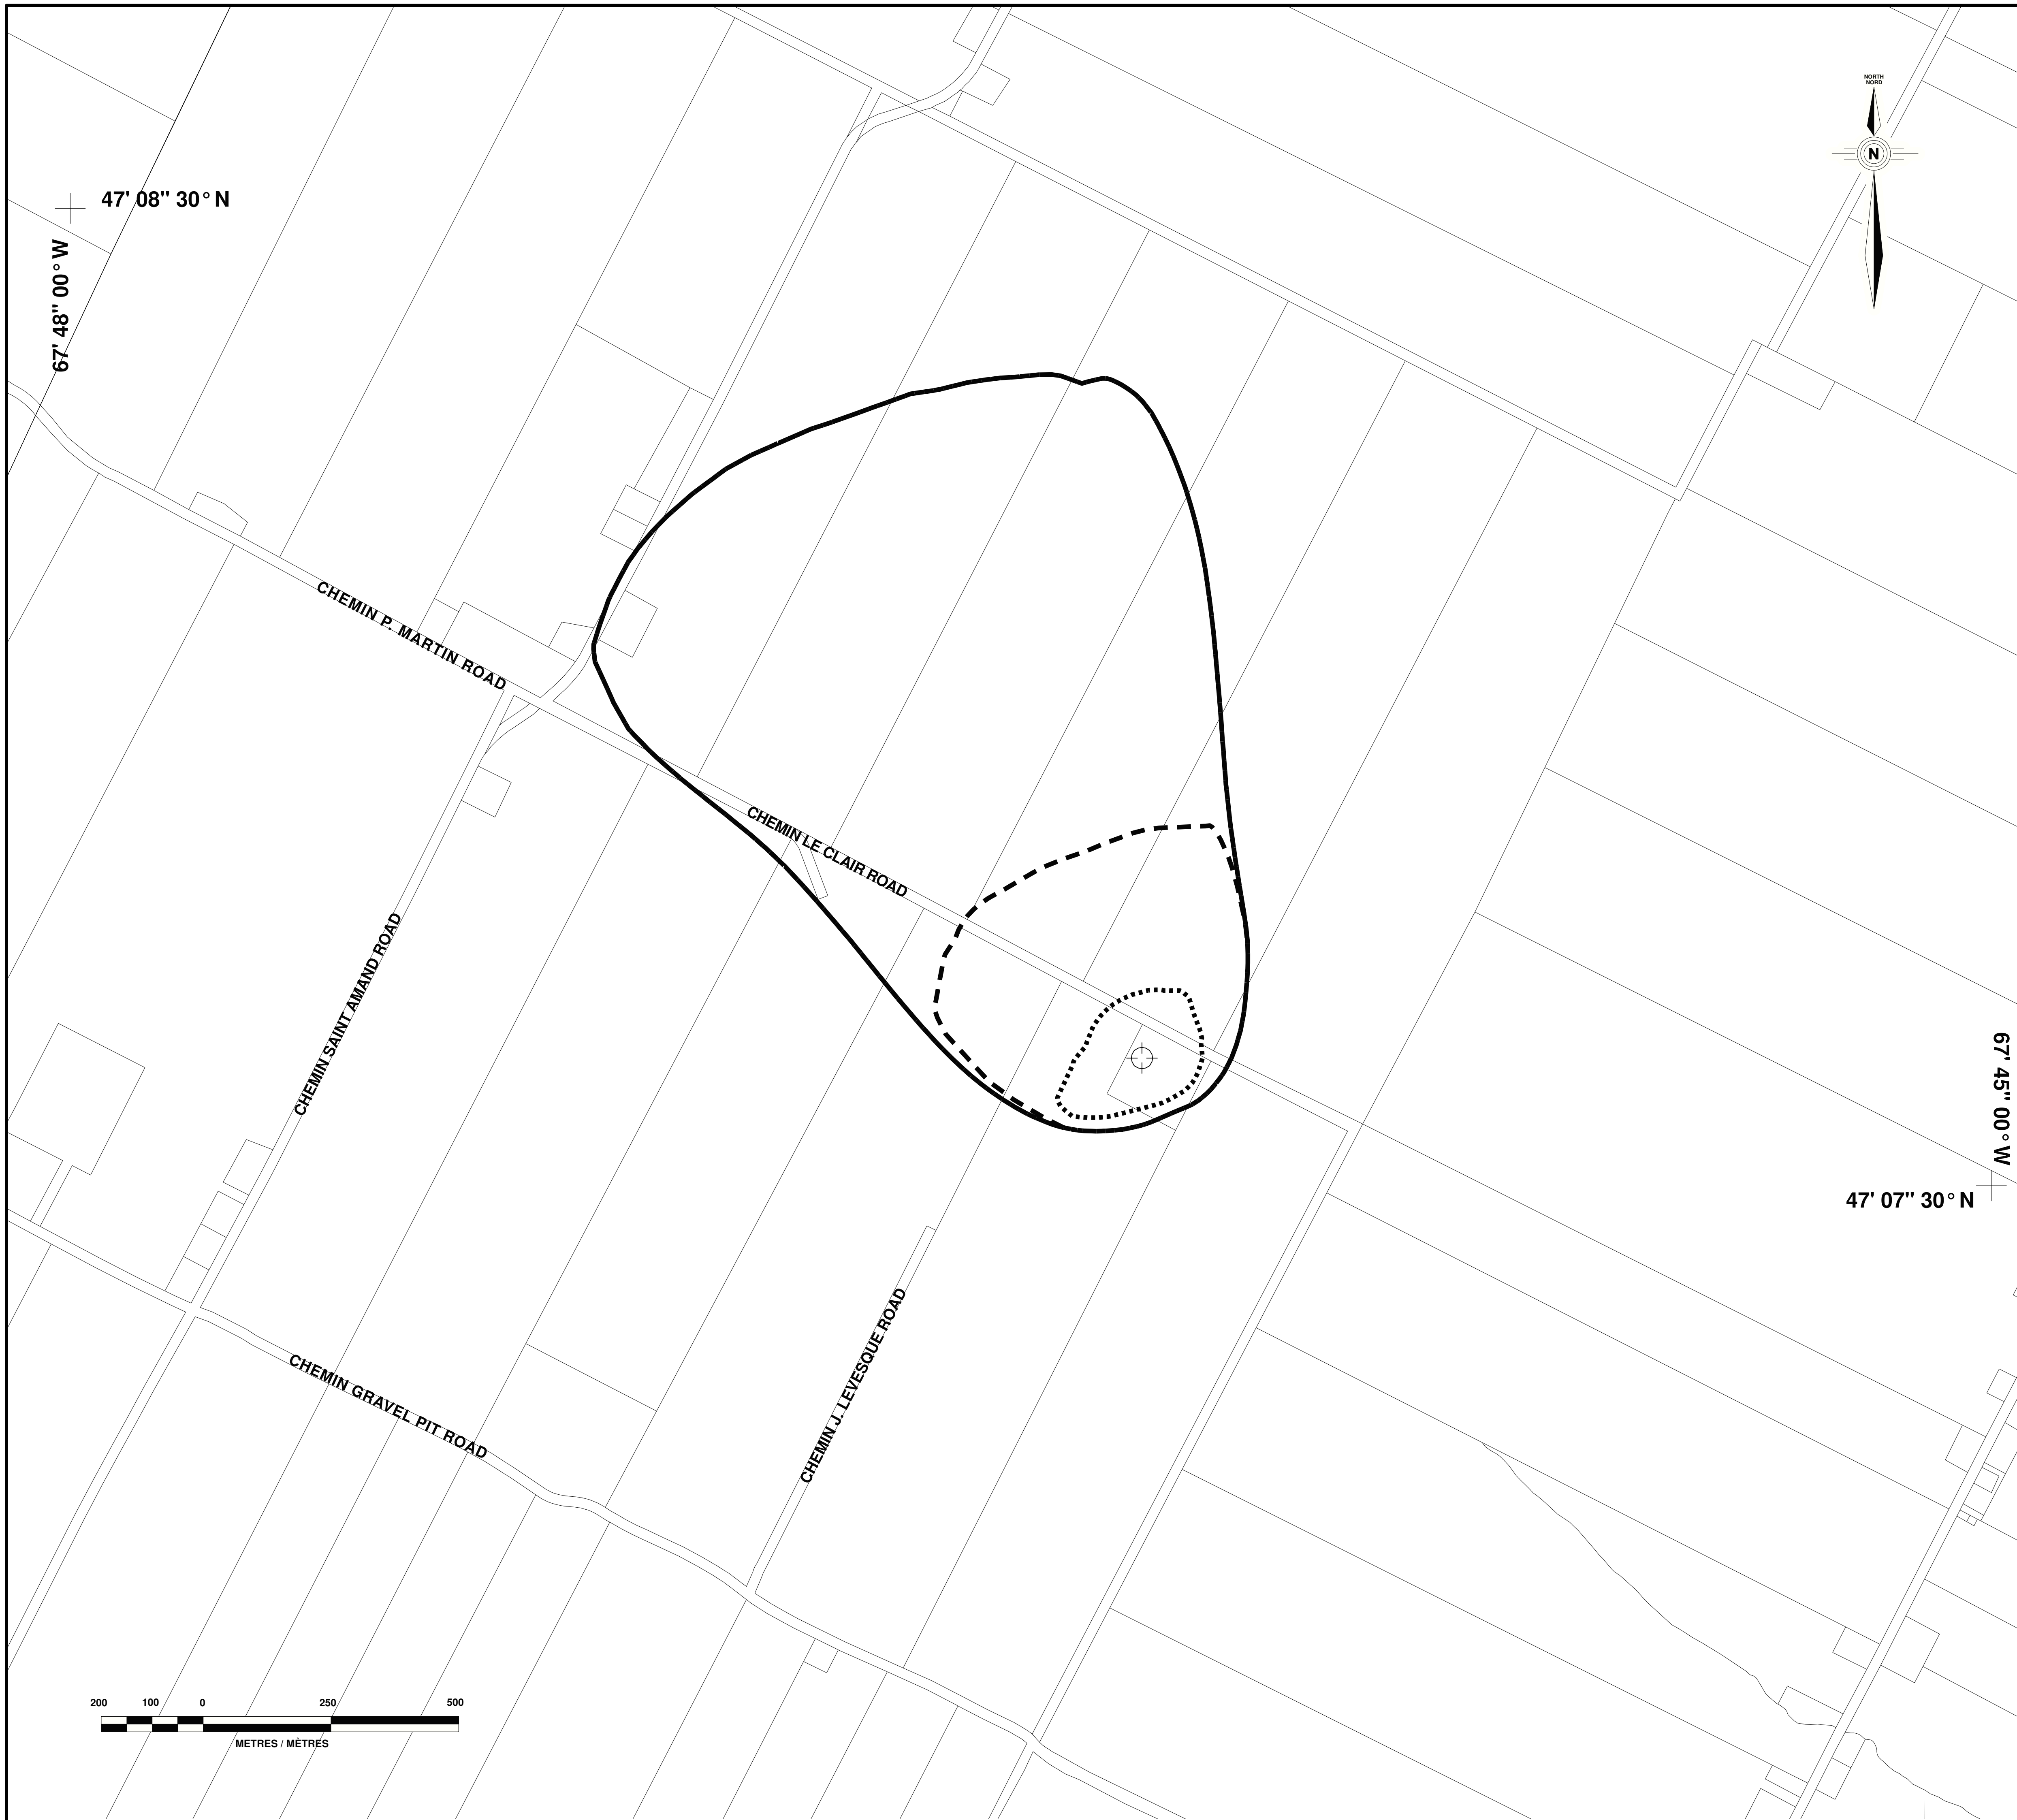 NORTH
NORD
N
47' 08" 30° N
67' 48" 00° W
CHEMIN P. MARTIN ROAD
CHEMIN LE CLAIR ROAD
CHEMIN SAINT AMAND ROAD
67' 45" 00° W
47' 07" 30° N
CHEMIN J. LEVESQUE ROAD
CHEMIN GRAVEL PIT ROAD
200 100 0 250 500
METRES / MÈTRES